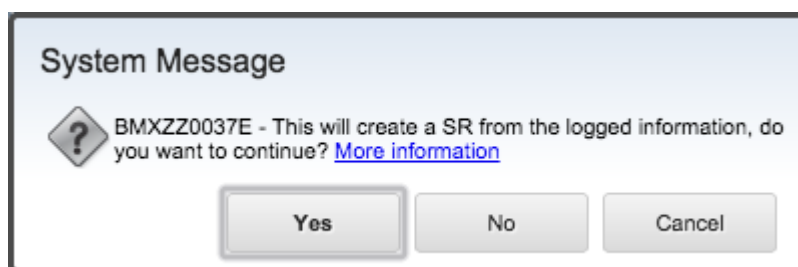 System Message
?
BMXZZ0037E - This will create a SR from the logged information, do
you want to continue? More information
Yes
No
Cancel